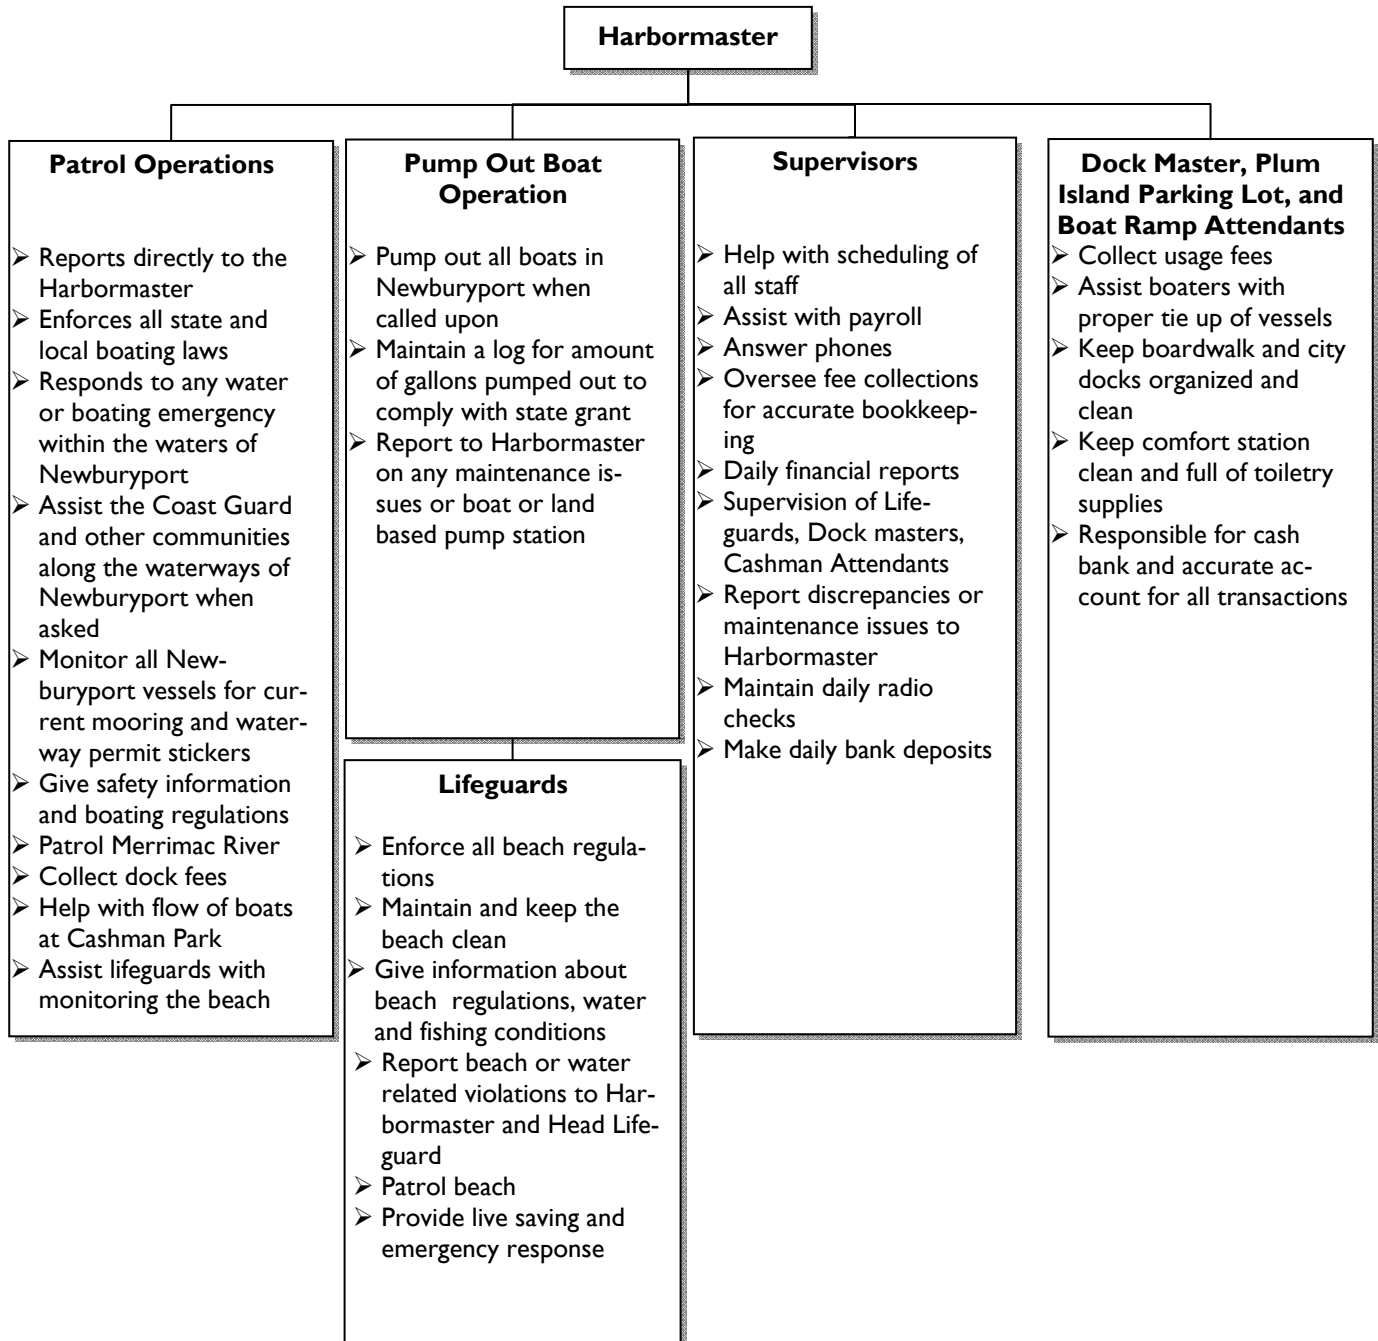 Harbormaster
Patrol Operations
➢ Reports directly to the
Harbormaster
➢ Enforces all state and
local boating laws
➢ Responds to any water
or boating emergency
within the waters of
Newburyport
➢ Assist the Coast Guard
and other communities
along the waterways of
Newburyport when
asked
➢ Monitor all New-
buryport vessels for cur-
rent mooring and water-
way permit stickers
➢ Give safety information
and boating regulations
➢ Patrol Merrimac River
➢ Collect dock fees
➢ Help with flow of boats
at Cashman Park
➢ Assist lifeguards with
monitoring the beach
Pump Out Boat
Operation
➢ Pump out all boats in
Newburyport when
called upon
➢ Maintain a log for amount
of gallons pumped out to
comply with state grant
➢ Report to Harbormaster
on any maintenance is-
sues or boat or land
based pump station
Lifeguards
➢ Enforce all beach regula-
tions
➢ Maintain and keep the
beach clean
➢ Give information about
beach regulations, water
and fishing conditions
➢ Report beach or water
related violations to Har-
bormaster and Head Life-
guard
➢ Patrol beach
➢ Provide live saving and
emergency response
Supervisors
➢ Help with scheduling of
all staff
➢ Assist with payroll
➢ Answer phones
➢ Oversee fee collections
for accurate bookkeep-
ing
➢ Daily financial reports
➢ Supervision of Life-
guards, Dock masters,
Cashman Attendants
➢ Report discrepancies or
maintenance issues to
Harbormaster
➢ Maintain daily radio
checks
➢ Make daily bank deposits
Dock Master, Plum
Island Parking Lot, and
Boat Ramp Attendants
➢ Collect usage fees
➢ Assist boaters with
proper tie up of vessels
➢ Keep boardwalk and city
docks organized and
clean
➢ Keep comfort station
clean and full of toiletry
supplies
➢ Responsible for cash
bank and accurate ac-
count for all transactions